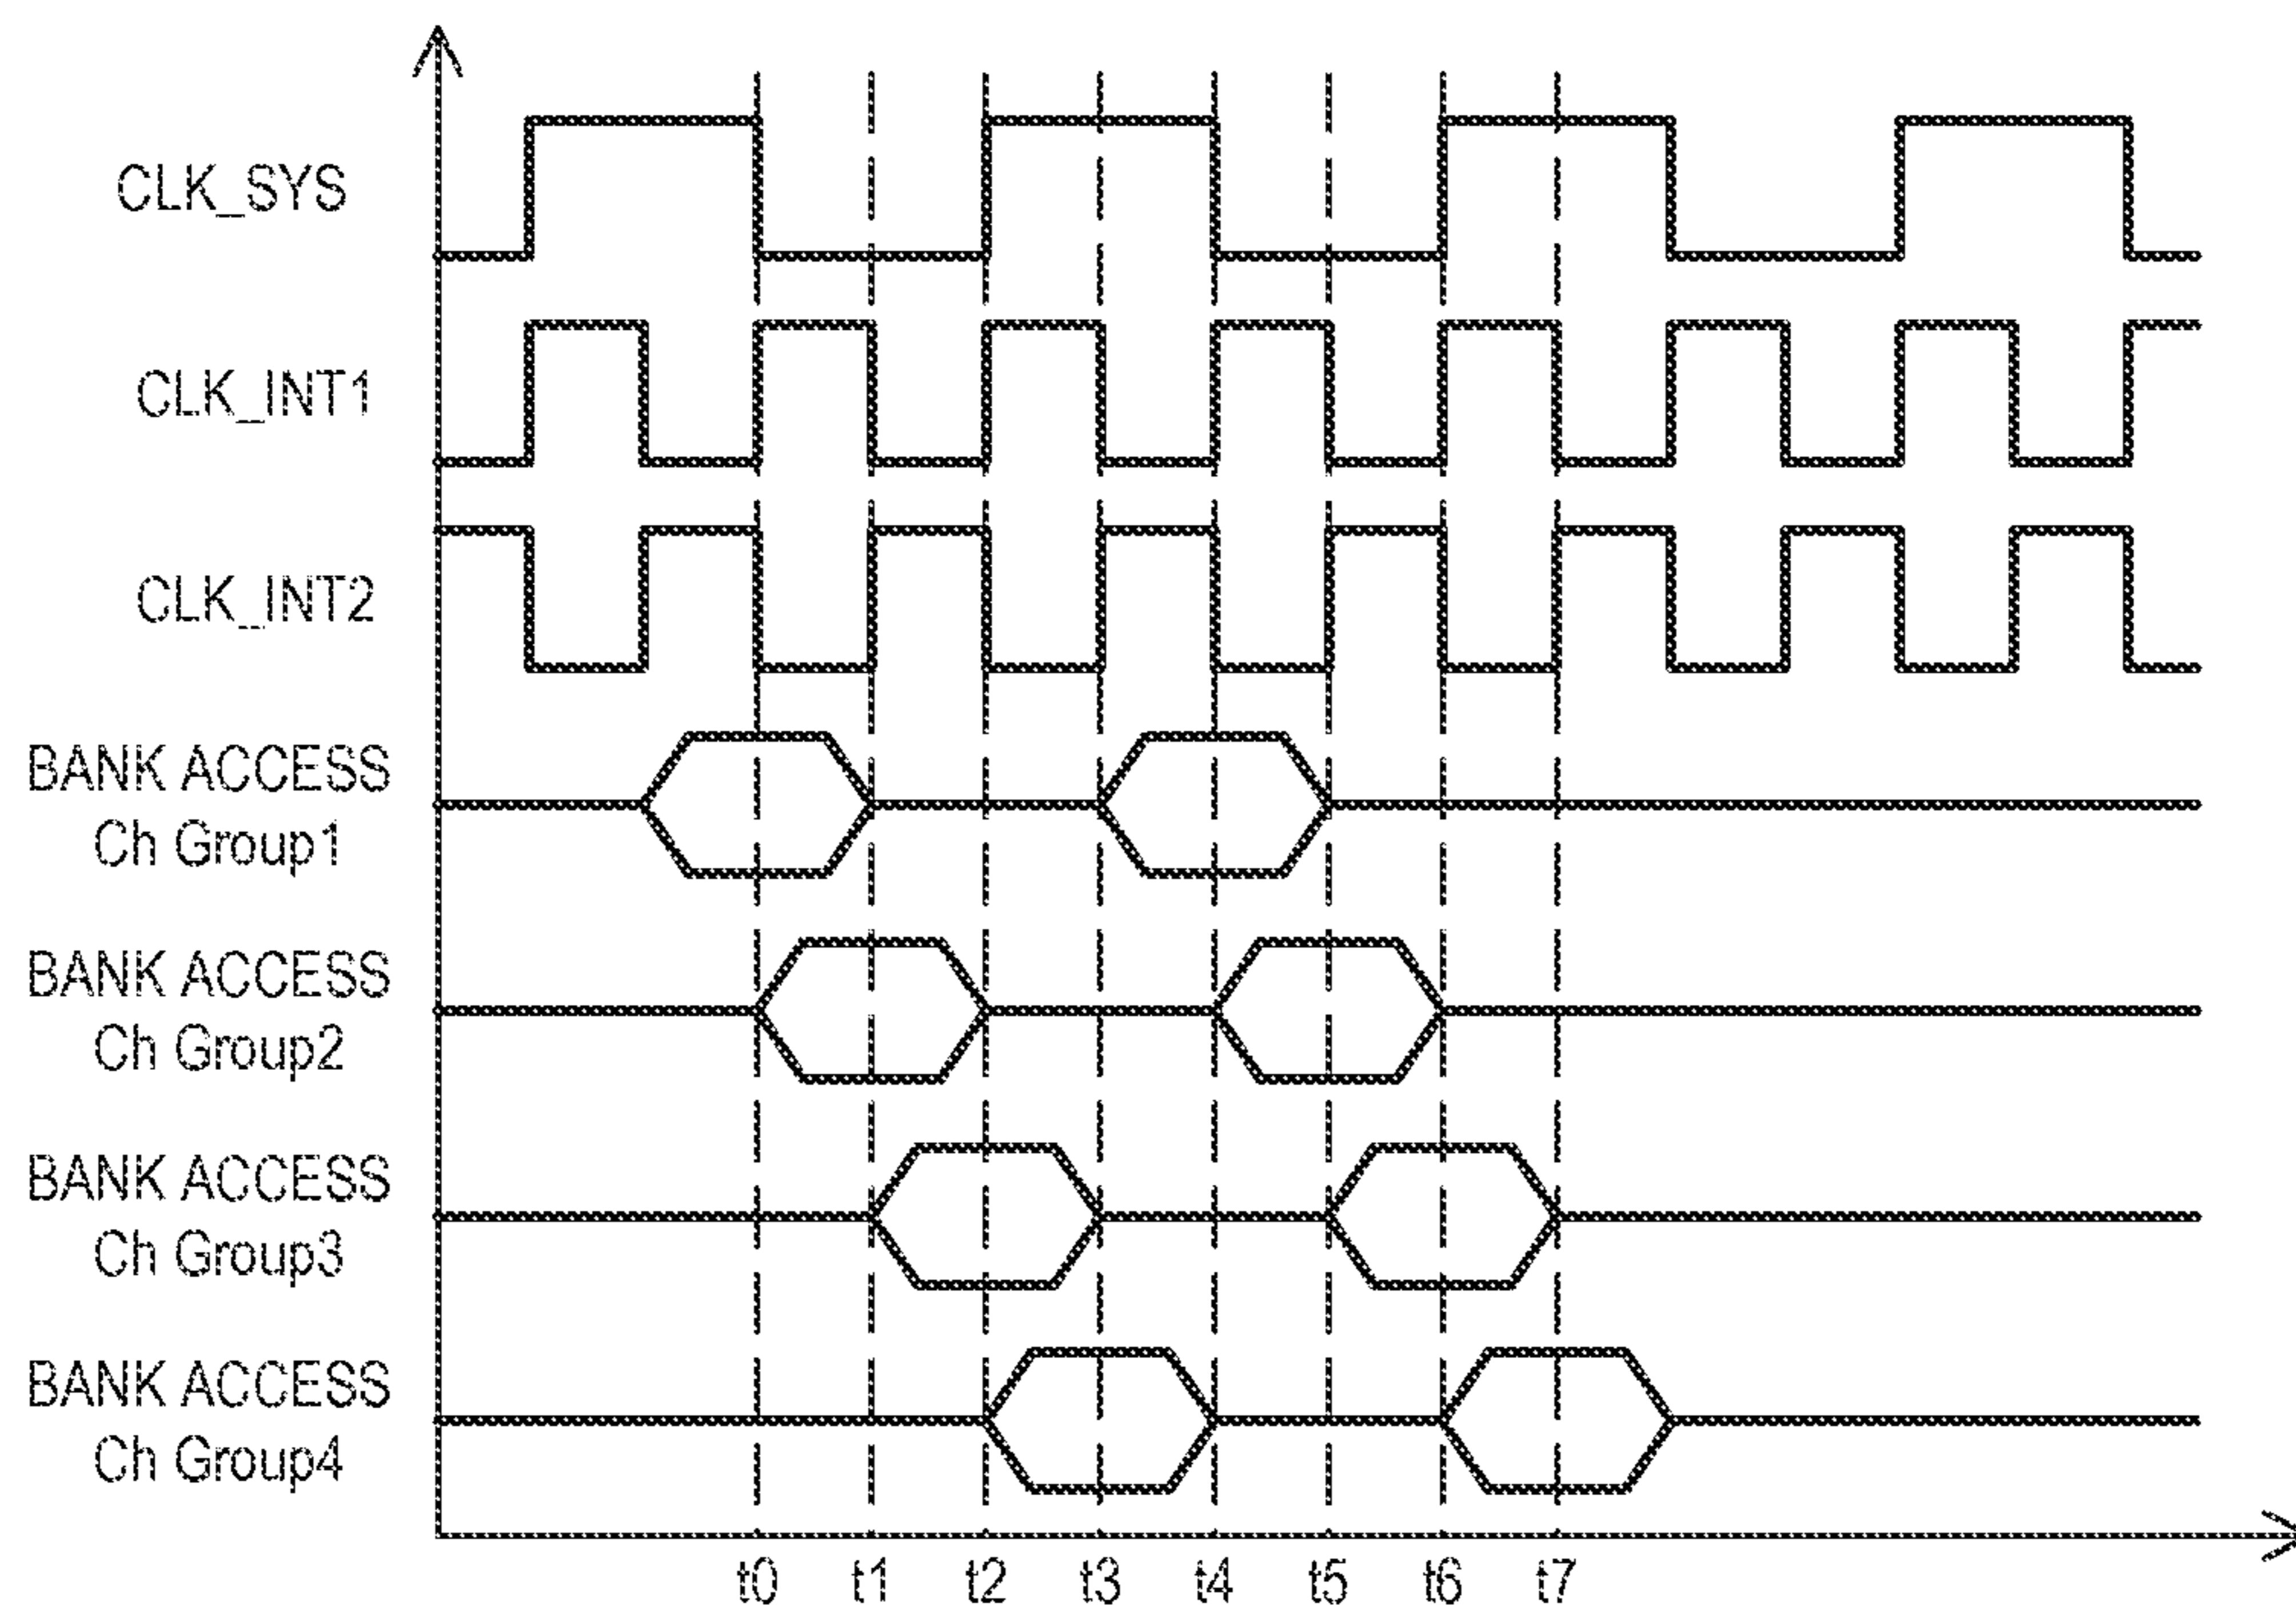 CLK_SYS
CLK_INT1
CLK_INT2
BANK ACCESS
Ch Group1
BANK ACCESS
Ch Group2
BANK ACCESS
Ch Group3
BANK ACCESS
Ch Group4
t0 t1 t2 t3 t4 t5 t6 t7